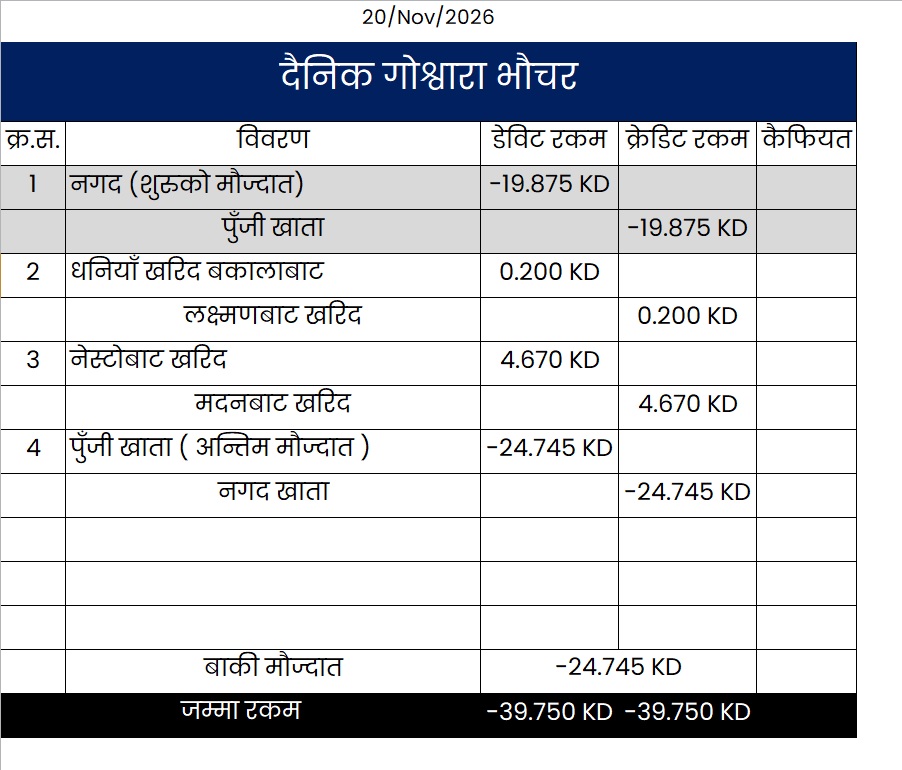 20/Nov/2026
दैनिक गोश्वारा भौचर
क्र.स. विवरण डेविट रकम क्रेडिट रकम कैफियत
1 नगद (शुरुको मौज्दात) -19.875 KD
पुँजी खाता -19.875 KD
2 धनियाँ खरिद बकालाबाट 0.200 KD
लक्ष्मणबाट खरिद 0.200 KD
3 नेस्टोबाट खरिद 4.670 KD
मदनबाट खरिद 4.670 KD
4 पुँजी खाता ( अन्तिम मौज्दात ) -24.745 KD
नगद खाता -24.745 KD
बाकी मौज्दात -24.745 KD
जम्मा रकम -39.750 KD -39.750 KD